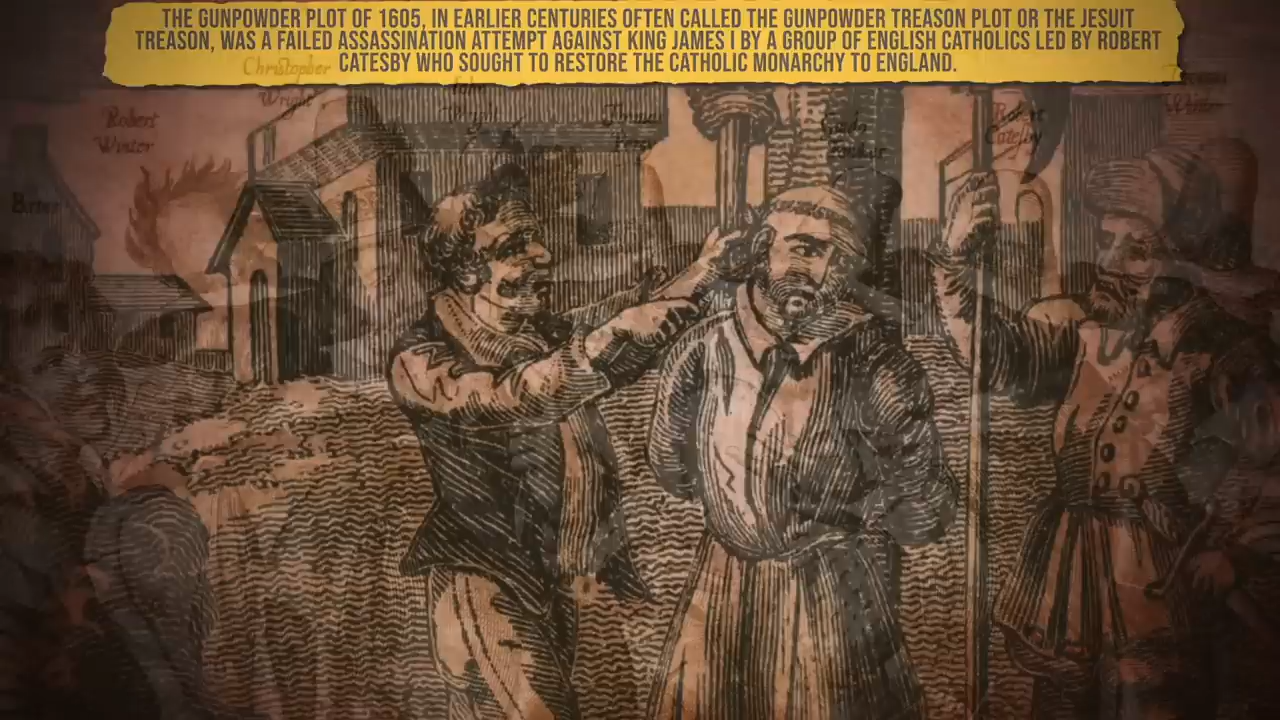 THE GUNPOWDER PLOT OF 1605, IN EARLIER CENTURIES OFTEN CALLED THE GUNPOWDER TREASON PLOT OR THE JESUIT
TREASON, WAS A FAILED ASSASSINATION ATTEMPT AGAINST KING JAMES I BY A GROUP OF ENGLISH CATHOLICS LED BY ROBERT
CATESBY WHO SOUGHT TO RESTORE THE CATHOLIC MONARCHY TO ENGLAND.
Christopher
Wright
Robert
Winter
Robert
Catesby
Thomas
Bates